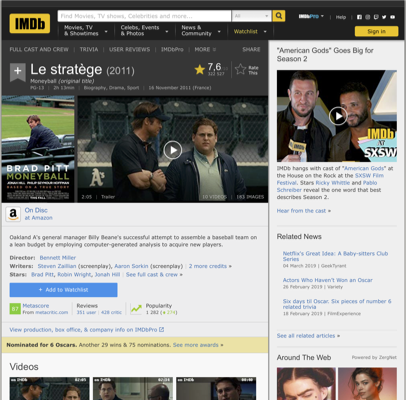 IMDb
Find Movies, TV shows, Celebrities and more...
All
IMDbPro
Help
Movies, TV
& Showtimes
Celebs, Events
& Photos
News &
Community
Watchlist
Sign in
FULL CAST AND CREW | TRIVIA | USER REVIEWS | IMDbPro | MORE
SHARE
Le stratège (2011)
Moneyball (original title)
PG-13 | 2h 13min | Biography, Drama, Sport | 16 November 2011 (France)
7,6
Rate
This
BRAD PITT
MONEYBALL
2:05 | Trailer
10 VIDEOS | 183 IMAGES
On Disc
at Amazon
Oakland A's general manager Billy Beane's successful attempt to assemble a baseball team
on a lean budget by employing computer-generated analysis to acquire new players.
Director: Bennett Miller
Writers: Steven Zaillian (screenplay), Aaron Sorkin (screenplay) | 2 more credits »
Stars: Brad Pitt, Robin Wright, Jonah Hill | See full cast & crew »
+ Add to Watchlist
87
Metascore
From metacritic.com
Reviews
351 user | 428 critic
Popularity
View production, box office, & company info on IMDbPro
Nominated for 6 Oscars. Another 29 wins & 75 nominations. See more awards »
Videos
"American Gods" Goes Big for
Season 2
IMDb
SXSW
IMDb hangs with cast of "American Gods" at
the House on the Rock at the SXSW Film
Festival. Stars Ricky Whittle and Pablo
Schreiber reveal the one word that best
describes Season 2.
Hear from the cast »
Related News
Netflix's Great Idea: A Baby-sitters Club
Series
04 March 2019 | GeekTyrant
Actors Who Haven't Won an Oscar
26 February 2019 | Variety
Six days til Oscar: Six pieces of number 6
related trivia
18 February 2019 | FilmExperience
See all related articles »
Around The Web
Powered by ZergNet